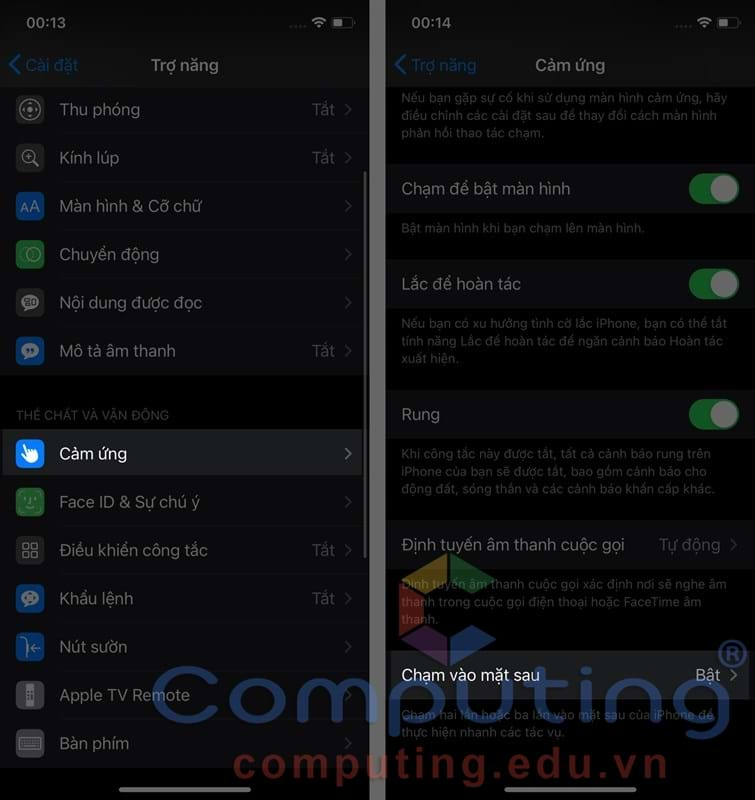 00:13
Cài đặt
Trợ năng
Thu phóng Tắt
Kính lúp Tắt
AA Màn hình & Cỡ chữ
Chuyển động
Nội dung được đọc
Mô tả âm thanh Tắt
THỂ CHẤT VÀ VẬN ĐỘNG
Cảm ứng
Face ID & Sự chú ý
Điều khiển công tắc Tắt
Khẩu lệnh Tắt
Nút sườn
Apple TV Remote
Bàn phím
00:14
Trợ năng
Cảm ứng
Nếu bạn gặp sự cố khi sử dụng màn hình cảm ứng, hãy
điều chỉnh các cài đặt sau để thay đổi cách màn hình
phản hồi thao tác chạm.
Chạm để bật màn hình
Bật màn hình khi bạn chạm lên màn hình.
Lắc để hoàn tác
Nếu bạn có xu hướng tình cờ lắc iPhone, bạn có thể tắt
tính năng Lắc để hoàn tác để ngăn cảnh báo Hoàn tác
xuất hiện.
Rung
Khi công tắc này được tắt, tất cả cảnh báo rung trên
iPhone của bạn sẽ được tắt, bao gồm cảnh báo cho
động đất, sóng thần và các cảnh báo khẩn cấp khác.
Định tuyến âm thanh cuộc gọi Tự động
Định tuyến âm thanh cuộc gọi xác định nơi sẽ nghe âm
thanh trong cuộc gọi điện thoại hoặc FaceTime âm
thanh.
Chạm vào mặt sau Bật
Chạm hai lần hoặc ba lần vào mặt sau của iPhone để
thực hiện nhanh các tác vụ.
Computing®
computing.edu.vn